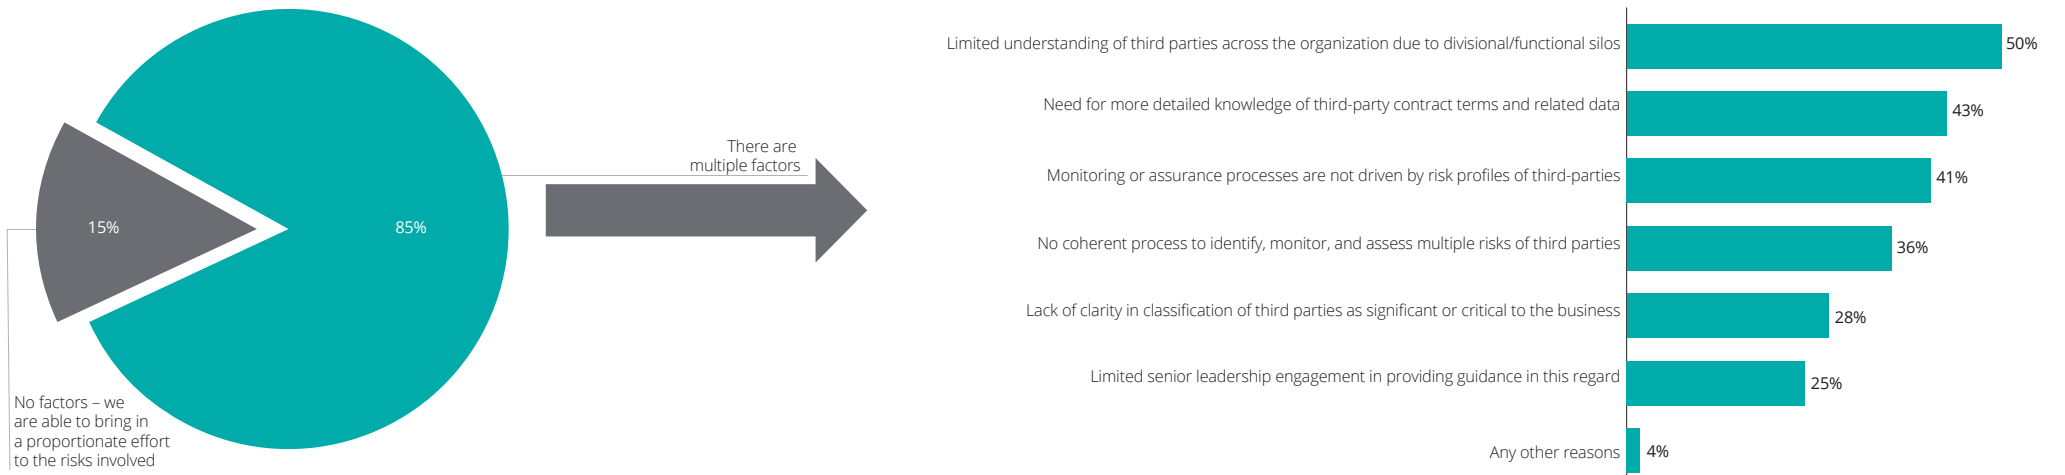 15%
85%
No factors – we
are able to bring in
a proportionate effort
to the risks involved
There are
multiple factors
Limited understanding of third parties across the organization due to divisional/functional silos
50%
Need for more detailed knowledge of third-party contract terms and related data
43%
Monitoring or assurance processes are not driven by risk profiles of third-parties
41%
No coherent process to identify, monitor, and assess multiple risks of third parties
36%
Lack of clarity in classification of third parties as significant or critical to the business
28%
Limited senior leadership engagement in providing guidance in this regard
25%
Any other reasons
4%